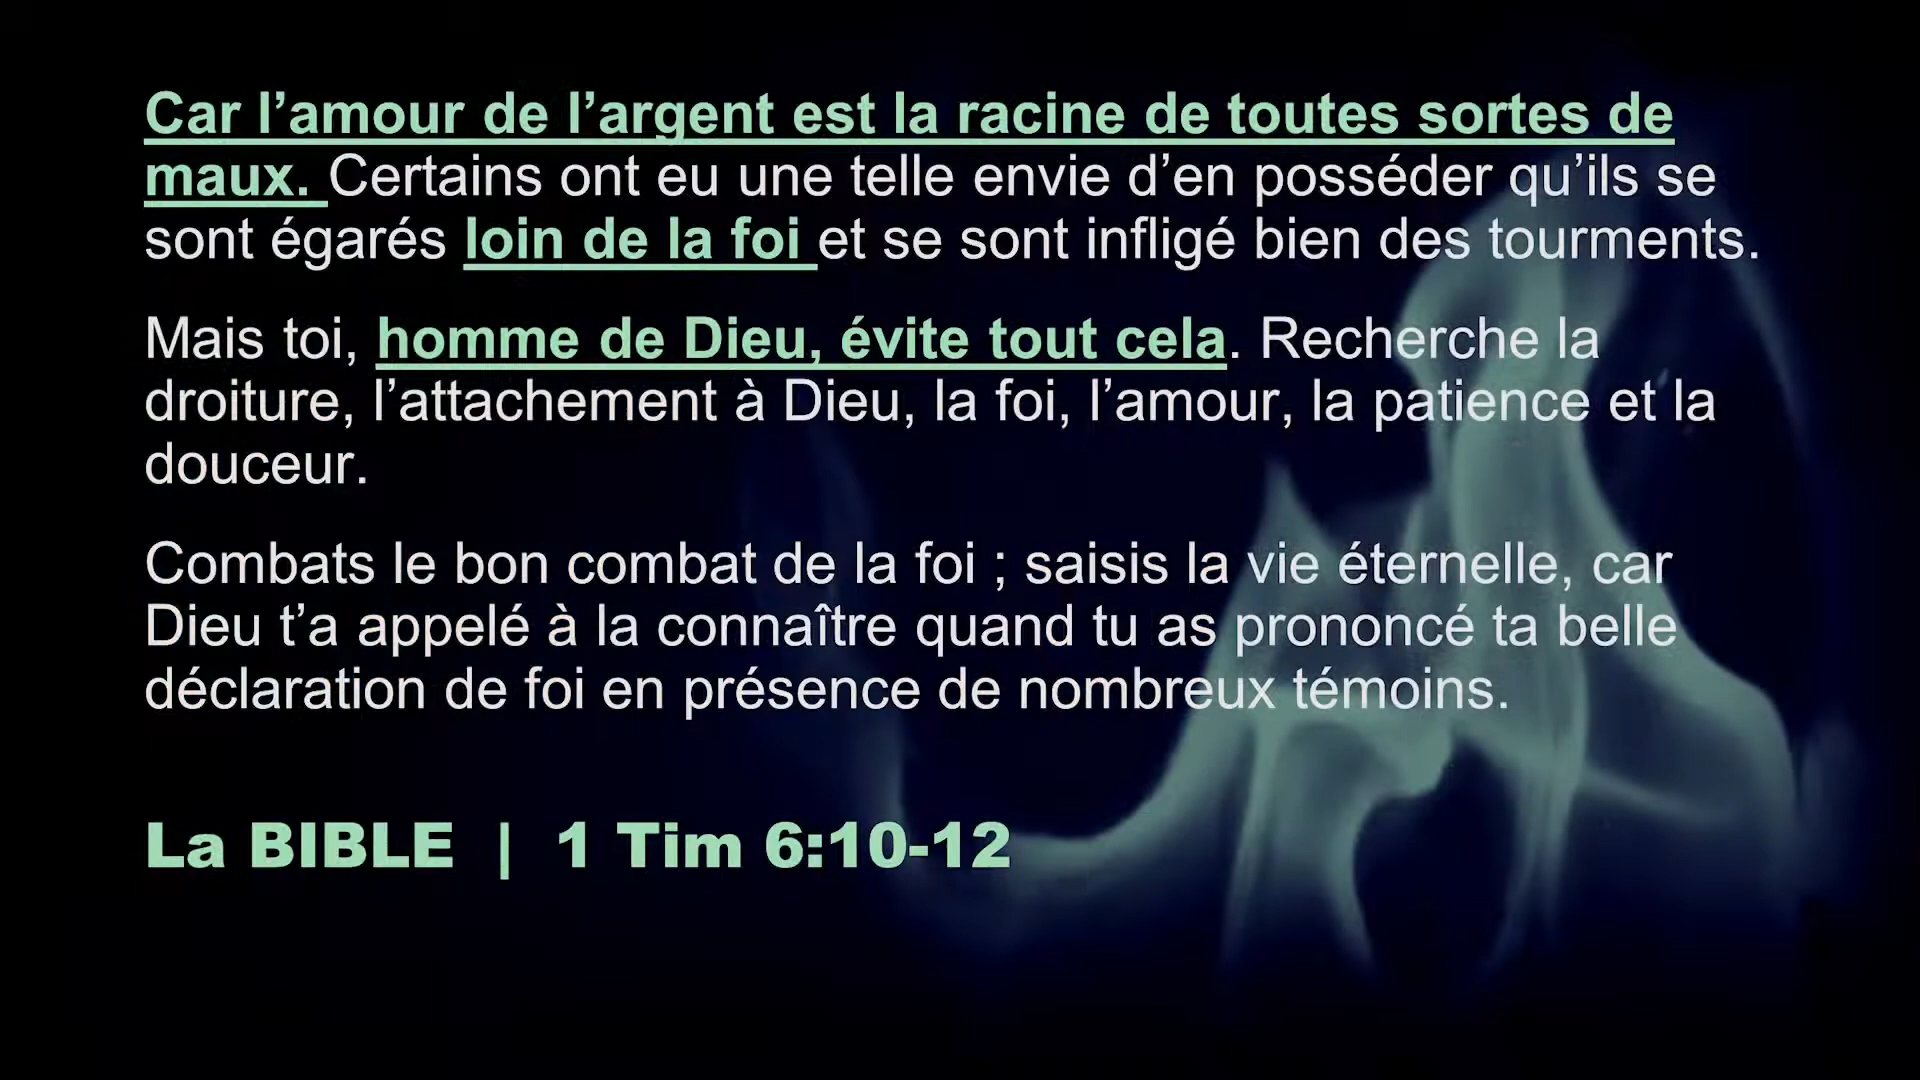 Car l’amour de l’argent est la racine de toutes sortes de
maux. Certains ont eu une telle envie d’en posséder qu’ils se
sont égarés loin de la foi et se sont infligé bien des tourments.
Mais toi, homme de Dieu, évite tout cela. Recherche la
droiture, l’attachement à Dieu, la foi, l’amour, la patience et la
douceur.
Combats le bon combat de la foi ; saisis la vie éternelle, car
Dieu t’a appelé à la connaître quand tu as prononcé ta belle
déclaration de foi en présence de nombreux témoins.
La BIBLE | 1 Tim 6:10-12